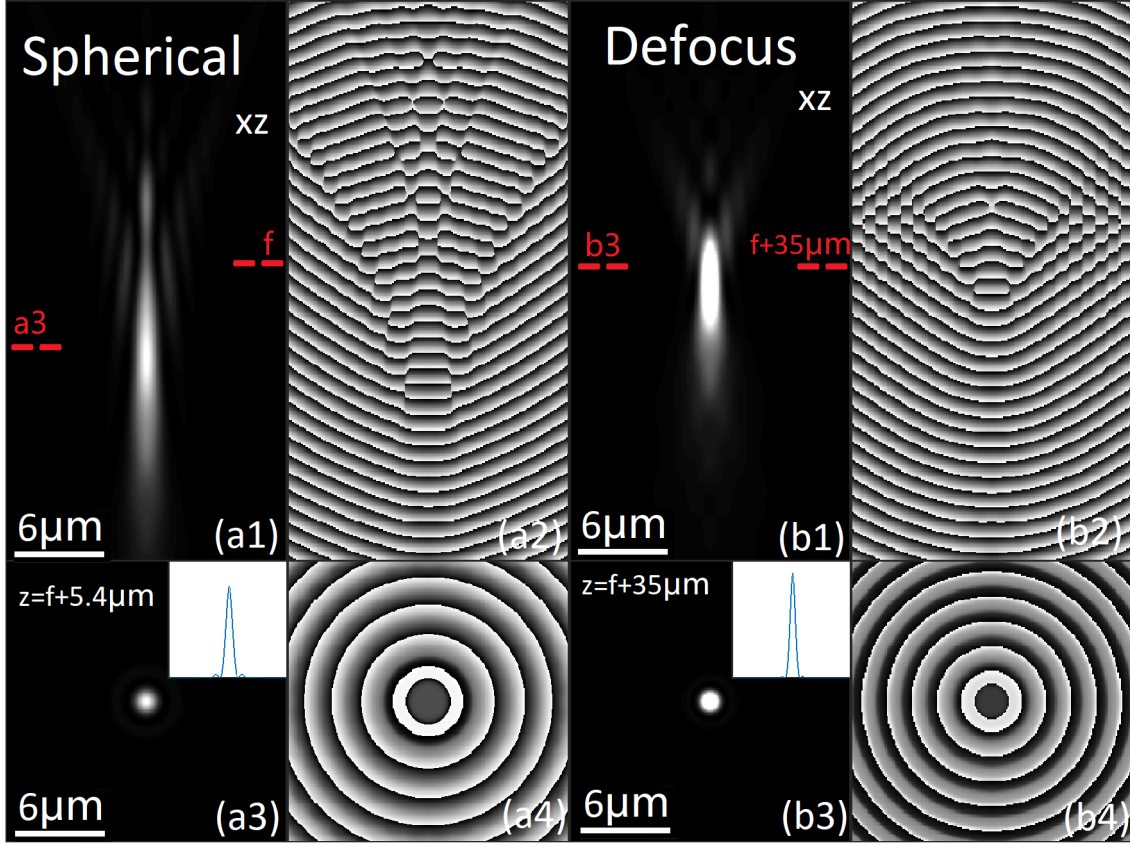 Spherical
xz
f
a3
6µm
(a1)
(a2)
Defocus
xz
b3
f+35µm
6µm
(b1)
(b2)
z=f+5.4µm
6µm
(a3)
(a4)
z=f+35µm
6µm
(b3)
(b4)